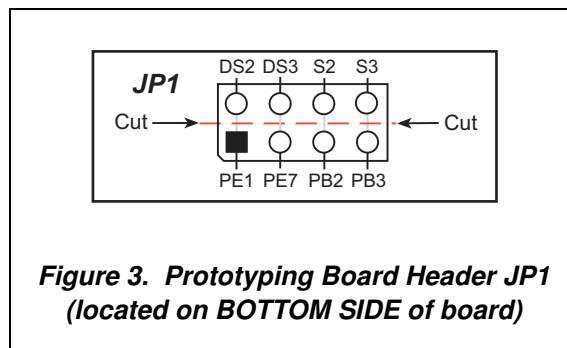 JP1
DS2 DS3 S2 S3
Cut Cut
PE1 PE7 PB2 PB3
Figure 3. Prototyping Board Header JP1
(located on BOTTOM SIDE of board)